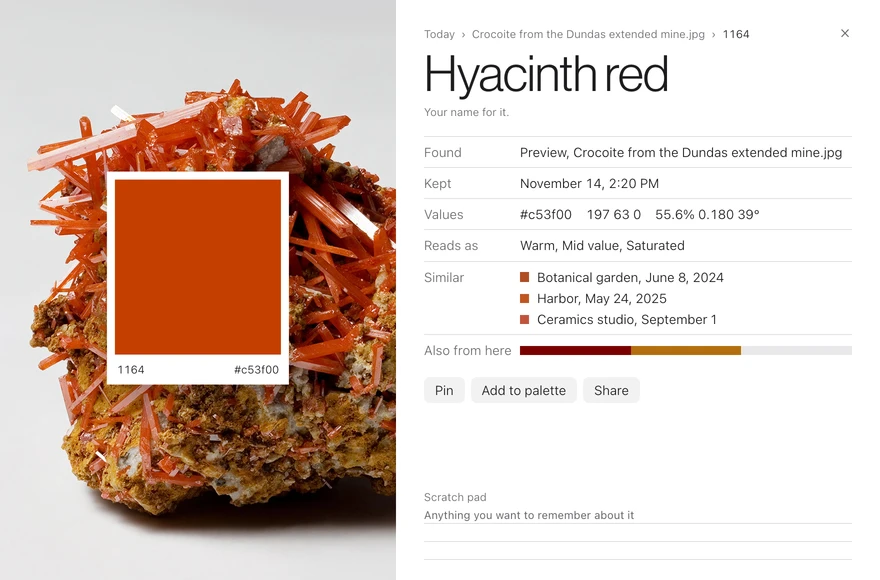 Today › Crocoite from the Dundas extended mine.jpg › 1164
Hyacinth red
Your name for it.
Found Preview, Crocoite from the Dundas extended mine.jpg
Kept November 14, 2:20 PM
Values #c53f00 197 63 0 55.6% 0.180 39°
Reads as Warm, Mid value, Saturated
Similar Botanical garden, June 8, 2024
Harbor, May 24, 2025
Ceramics studio, September 1
Also from here
Pin Add to palette Share
1164 #c53f00
Scratch pad
Anything you want to remember about it